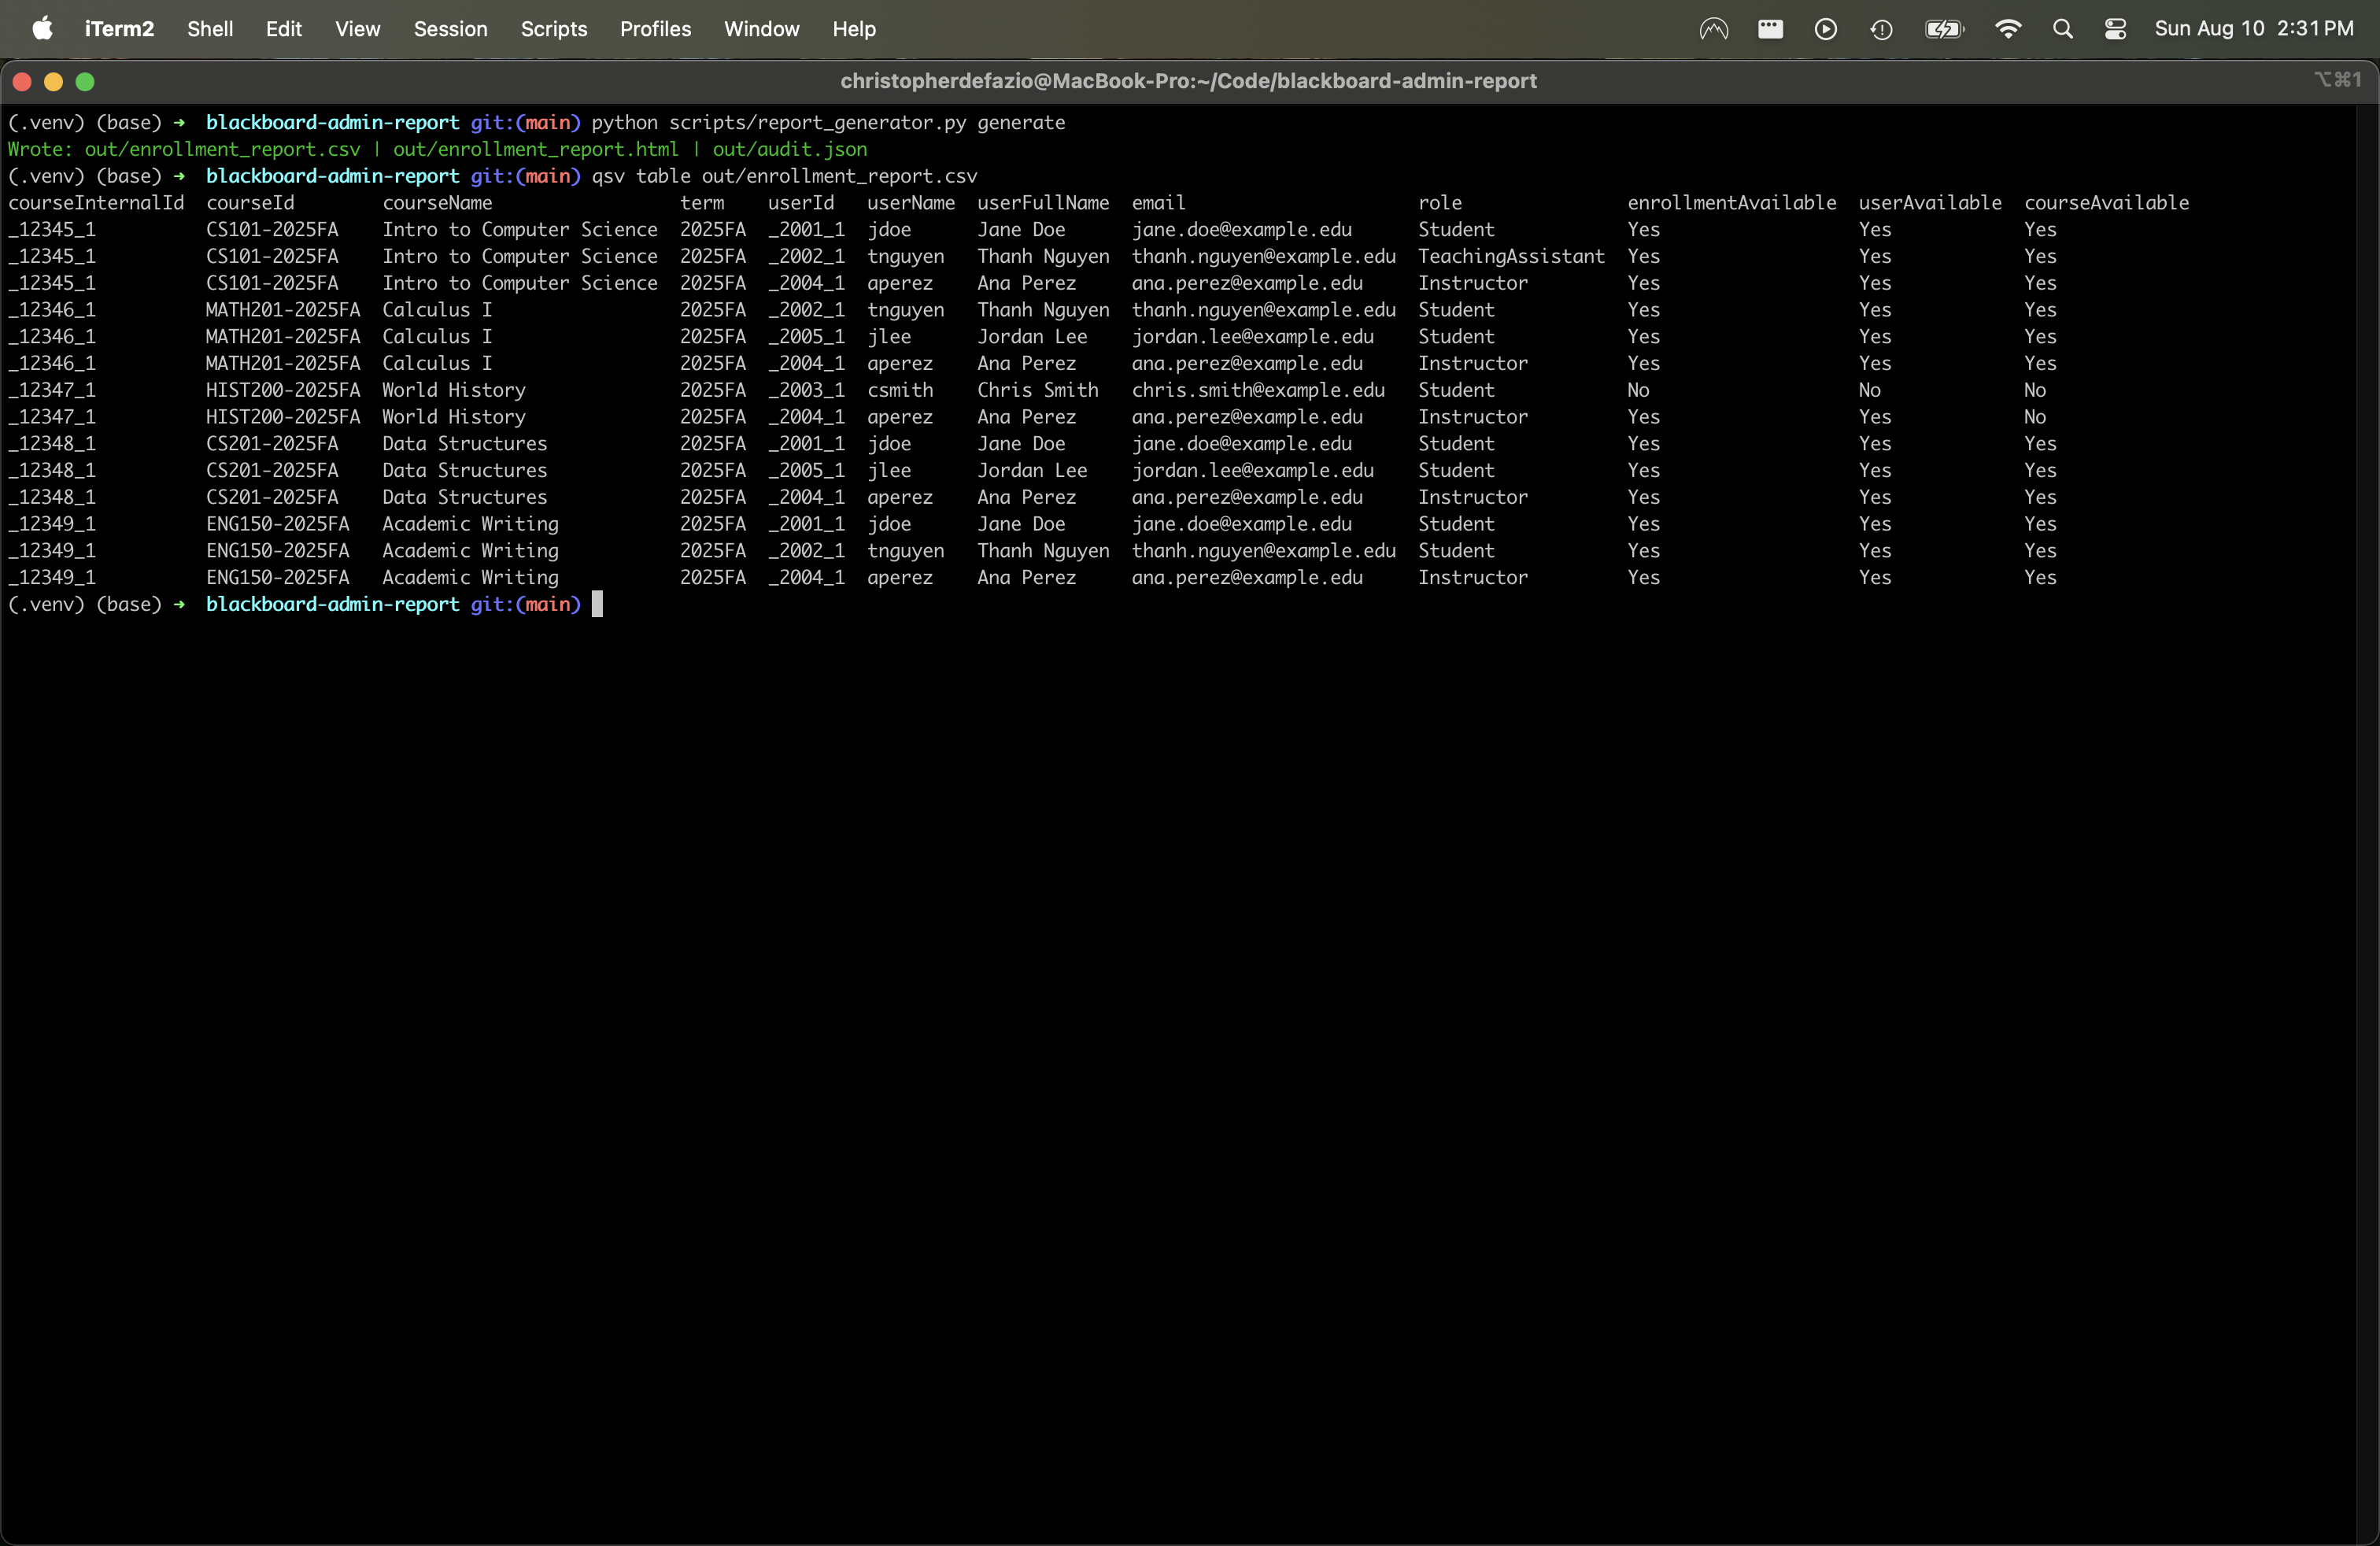 iTerm2 Shell Edit View Session Scripts Profiles Window Help Sun Aug 10 2:31 PM
christopherdefazio@MacBook-Pro:~/Code/blackboard-admin-report ⌥⌘1
(.venv) (base) ➜ blackboard-admin-report git:(main) python scripts/report_generator.py generate
Wrote: out/enrollment_report.csv | out/enrollment_report.html | out/audit.json
(.venv) (base) ➜ blackboard-admin-report git:(main) qsv table out/enrollment_report.csv
courseInternalId courseId courseName term userId userName userFullName email role enrollmentAvailable userAvailable courseAvailable
_12345_1 CS101-2025FA Intro to Computer Science 2025FA _2001_1 jdoe Jane Doe jane.doe@example.edu Student Yes Yes Yes
_12345_1 CS101-2025FA Intro to Computer Science 2025FA _2002_1 tnguyen Thanh Nguyen thanh.nguyen@example.edu TeachingAssistant Yes Yes Yes
_12345_1 CS101-2025FA Intro to Computer Science 2025FA _2004_1 aperez Ana Perez ana.perez@example.edu Instructor Yes Yes Yes
_12346_1 MATH201-2025FA Calculus I 2025FA _2002_1 tnguyen Thanh Nguyen thanh.nguyen@example.edu Student Yes Yes Yes
_12346_1 MATH201-2025FA Calculus I 2025FA _2005_1 jlee Jordan Lee jordan.lee@example.edu Student Yes Yes Yes
_12346_1 MATH201-2025FA Calculus I 2025FA _2004_1 aperez Ana Perez ana.perez@example.edu Instructor Yes Yes Yes
_12347_1 HIST200-2025FA World History 2025FA _2003_1 csmith Chris Smith chris.smith@example.edu Student No No No
_12347_1 HIST200-2025FA World History 2025FA _2004_1 aperez Ana Perez ana.perez@example.edu Instructor Yes Yes No
_12348_1 CS201-2025FA Data Structures 2025FA _2001_1 jdoe Jane Doe jane.doe@example.edu Student Yes Yes Yes
_12348_1 CS201-2025FA Data Structures 2025FA _2005_1 jlee Jordan Lee jordan.lee@example.edu Student Yes Yes Yes
_12348_1 CS201-2025FA Data Structures 2025FA _2004_1 aperez Ana Perez ana.perez@example.edu Instructor Yes Yes Yes
_12349_1 ENG150-2025FA Academic Writing 2025FA _2001_1 jdoe Jane Doe jane.doe@example.edu Student Yes Yes Yes
_12349_1 ENG150-2025FA Academic Writing 2025FA _2002_1 tnguyen Thanh Nguyen thanh.nguyen@example.edu Student Yes Yes Yes
_12349_1 ENG150-2025FA Academic Writing 2025FA _2004_1 aperez Ana Perez ana.perez@example.edu Instructor Yes Yes Yes
(.venv) (base) ➜ blackboard-admin-report git:(main)